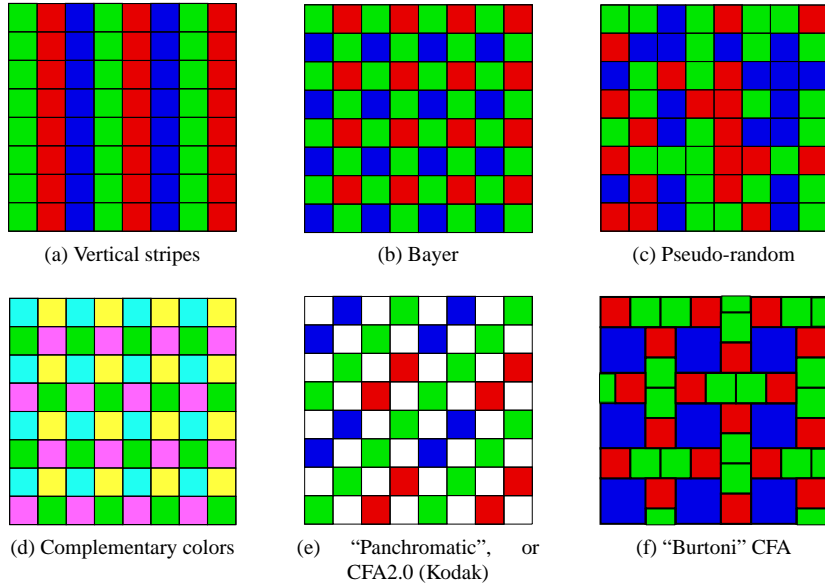 (a) Vertical stripes
(b) Bayer
(c) Pseudo-random
(d) Complementary colors
(e) “Panchromatic”, or
CFA2.0 (Kodak)
(f) “Burtoni” CFA